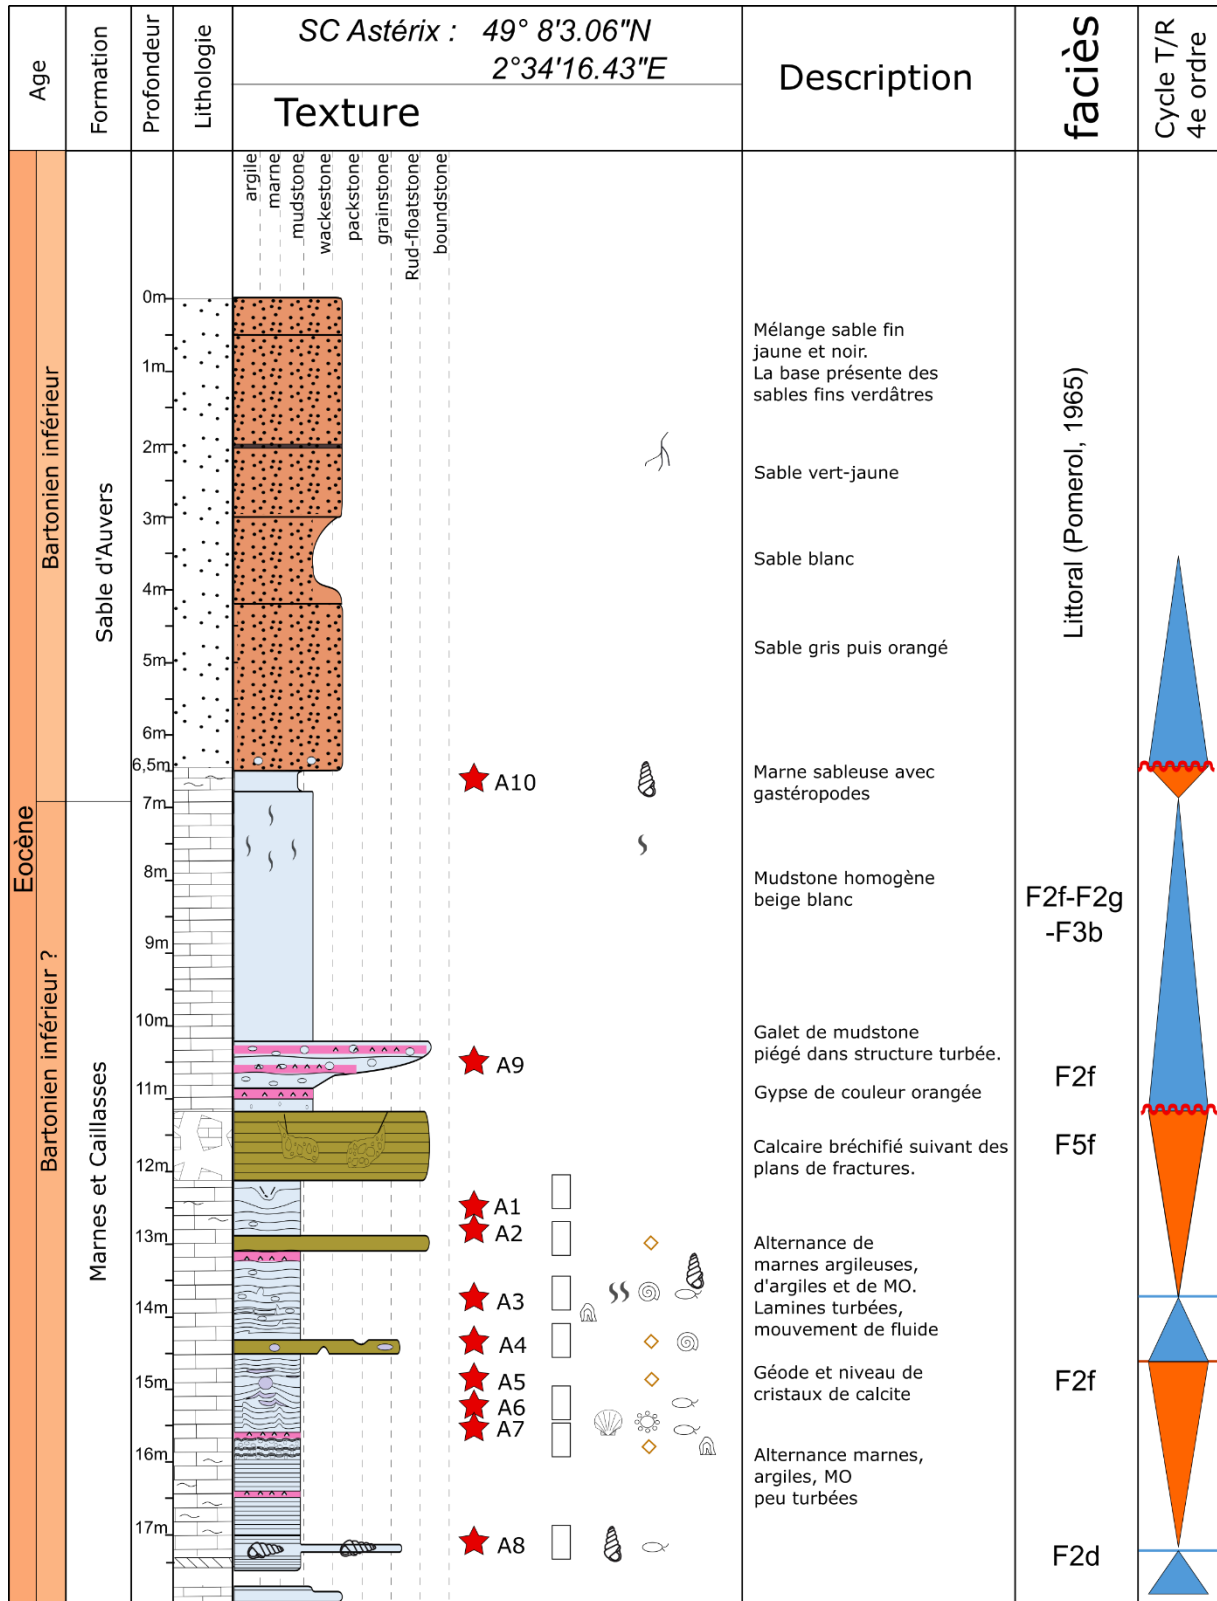 SC Astérix : 49° 8'3.06"N
2°34'16.43"E
Age
Formation
Profondeur
Lithologie
Texture
Description
faciès
Cycle T/R
4e ordre
argile
marne
mudstone
wackestone
packstone
grainstone
Rud-floatstone
boundstone
Eocène
Bartonien inférieur
Bartonien inférieur ?
Sable d'Auvers
Marnes et Caillasses
0m
1m
2m
3m
4m
5m
6m
6,5m
7m
8m
9m
10m
11m
12m
13m
14m
15m
16m
17m
A10
A9
A1
A2
A3
A4
A5
A6
A7
A8
Mélange sable fin
jaune et noir.
La base présente des
sables fins verdâtres
Sable vert-jaune
Sable blanc
Sable gris puis orangé
Marne sableuse avec
gastéropodes
Mudstone homogène
beige blanc
Galet de mudstone
piégé dans structure turbée.
Gypse de couleur orangée
Calcaire bréchifié suivant des
plans de fractures.
Alternance de
marnes argileuses,
d'argiles et de MO.
Lamines turbées,
mouvement de fluide
Géode et niveau de
cristaux de calcite
Alternance marnes,
argiles, MO
peu turbées
Littoral (Pomerol, 1965)
F2f-F2g
-F3b
F2f
F5f
F2f
F2d